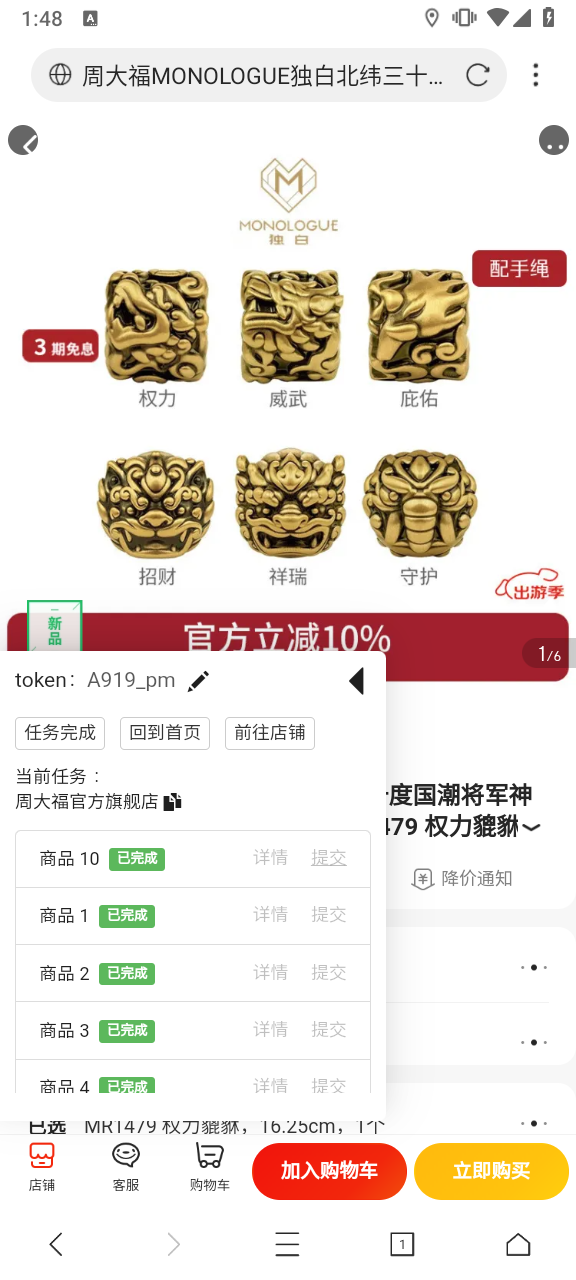 1:48 A
周大福MONOLOGUE独白北纬三十...
M
MONOLOGUE
独白
配手绳
3 期免息
权力 威武 庇佑
招财 祥瑞 守护
出游季
新品
官方立减10%
1/6
token: A919_pm
任务完成 回到首页 前往店铺
当前任务：
周大福官方旗舰店
度国潮将军神
479 权力貔貅
降价通知
商品 10 已完成 详情 提交
商品 1 已完成 详情 提交
商品 2 已完成 详情 提交
商品 3 已完成 详情 提交
商品 4 已完成 详情 提交
已选 MR1479 权力貔貅，16.25cm，1个
店铺 客服 购物车 加入购物车 立即购买
1